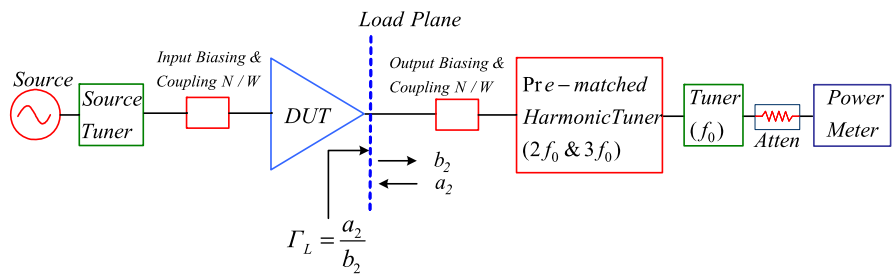 Load Plane
Input Biasing &
Coupling N / W
Output Biasing &
Coupling N / W
Source
Source
Tuner
DUT
Pre – matched
HarmonicTuner
(2f₀ & 3f₀)
Tuner
(f₀)
Atten
Power
Meter
b₂
a₂
Γ_L = a₂/b₂